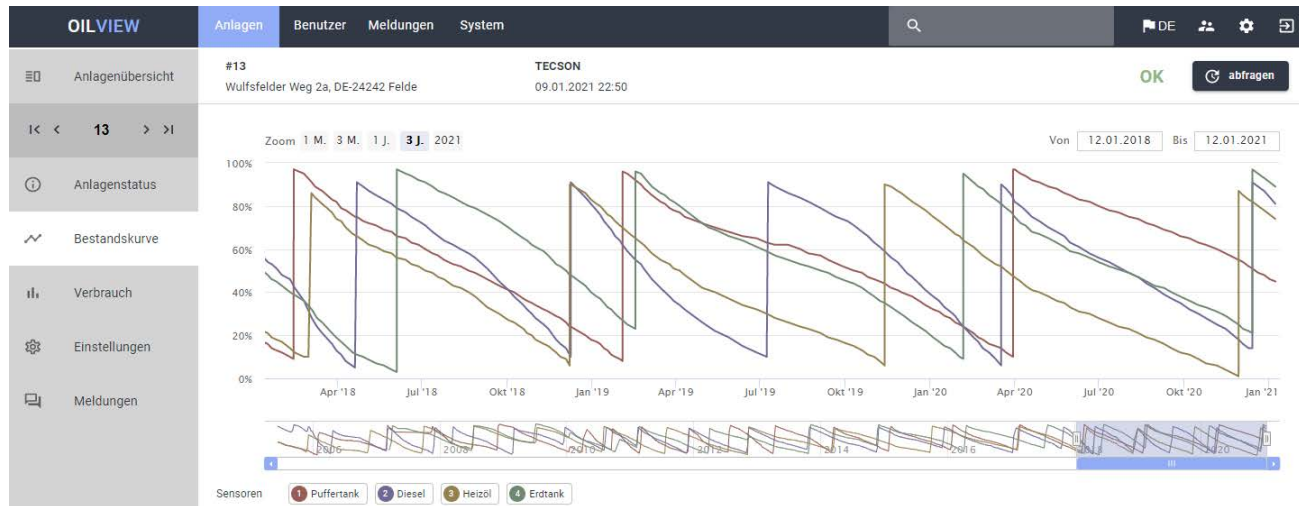 OILVIEW Anlagen Benutzer Meldungen System DE
Anlagenübersicht
13
Anlagenstatus
Bestandskurve
Verbrauch
Einstellungen
Meldungen
#13 TECSON
Wulfsfelder Weg 2a, DE-24242 Felde 09.01.2021 22:50
OK abfragen
Zoom 1 M. 3 M. 1 J. 3 J. 2021 Von 12.01.2018 Bis 12.01.2021
100%
80%
60%
40%
20%
0%
Apr '18 Jul '18 Okt '18 Jan '19 Apr '19 Jul '19 Okt '19 Jan '20 Apr '20 Jul '20 Okt '20 Jan '21
2006 2008 2010 2012 2014 2016 2018 2020
Sensoren 1 Puffertank 2 Diesel 3 Heizöl 4 Erdtank